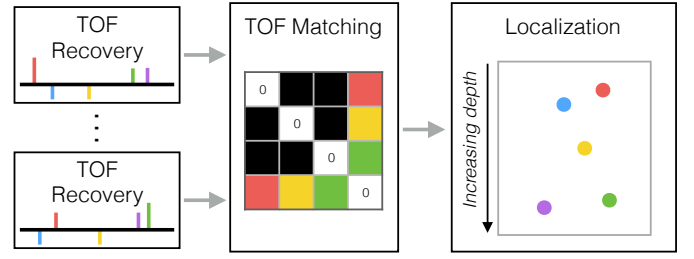 TOF
Recovery
TOF
Recovery
TOF Matching
0
0
0
0
Localization
Increasing depth